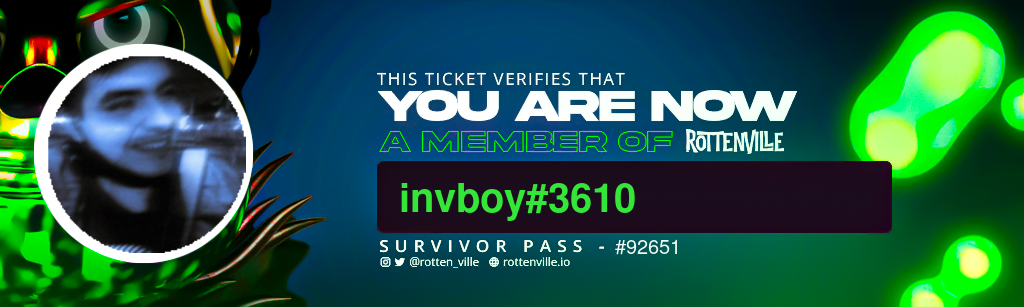 THIS TICKET VERIFIES THAT
YOU ARE NOW
A MEMBER OF ROTTENVILLE
invboy#3610
SURVIVOR PASS - #92651
@rotten_ville rottenville.io